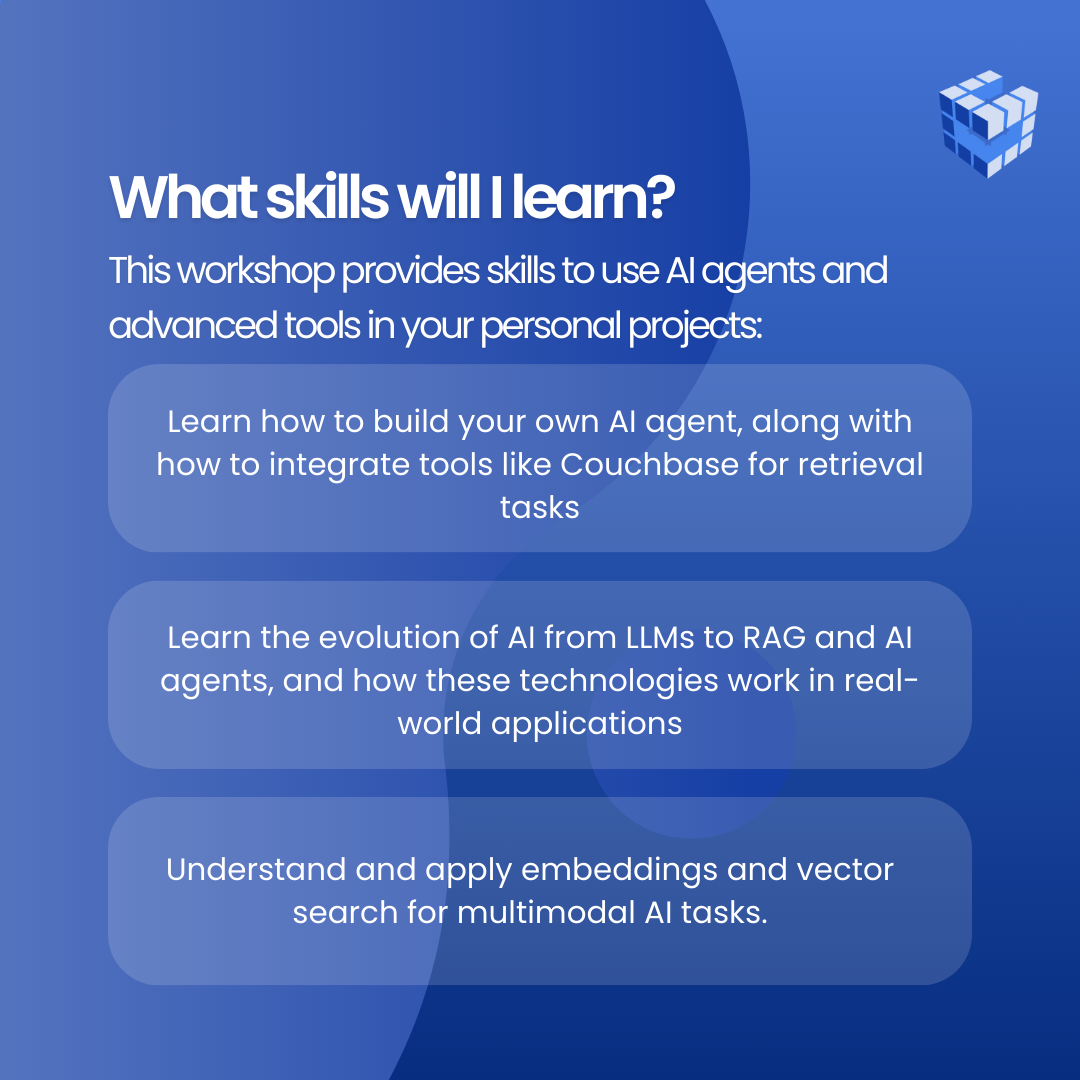 What skills will I learn?
This workshop provides skills to use AI agents and
advanced tools in your personal projects:
Learn how to build your own AI agent, along with
how to integrate tools like Couchbase for retrieval
tasks
Learn the evolution of AI from LLMs to RAG and AI
agents, and how these technologies work in real-
world applications
Understand and apply embeddings and vector
search for multimodal AI tasks.